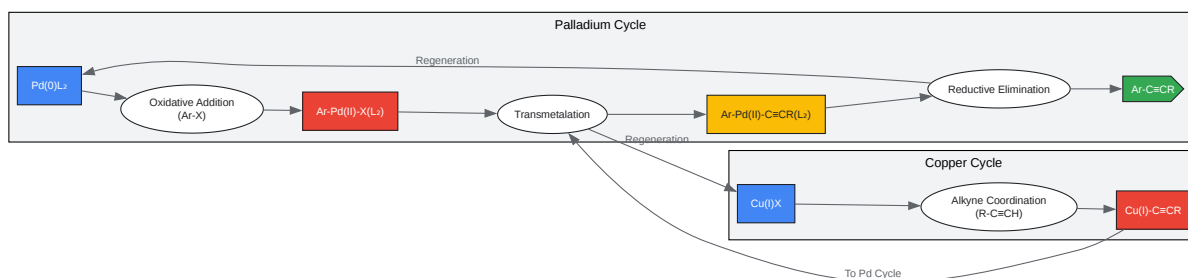 Palladium Cycle
Regeneration
Pd(0)L₂
Oxidative Addition
(Ar-X)
Ar-Pd(II)-X(L₂)
Transmetalation
Ar-Pd(II)-C≡CR(L₂)
Reductive Elimination
Ar-C≡CR
Regeneration
Copper Cycle
Cu(I)X
Alkyne Coordination
(R-C≡CH)
Cu(I)-C≡CR
To Pd Cycle